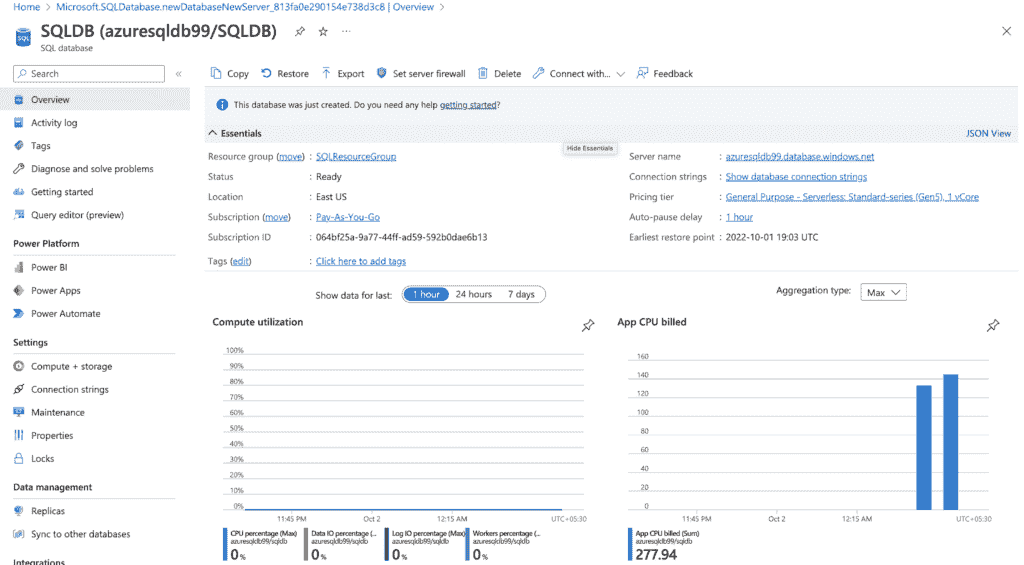 Home > Microsoft.SQLDatabase.newDatabaseNewServer_813fa0e290154e738d3c8 | Overview >
SQLDB (azuresqldb99/SQLDB)
SQL database
Search
Overview
Activity log
Tags
Diagnose and solve problems
Getting started
Query editor (preview)
Power Platform
Power BI
Power Apps
Power Automate
Settings
Compute + storage
Connection strings
Maintenance
Properties
Locks
Data management
Replicas
Sync to other databases
Integrations
Copy Restore Export Set server firewall Delete Connect with... Feedback
This database was just created. Do you need any help getting started?
Essentials
JSON View
Hide Essentials
Resource group (move) : SQLResourceGroup
Status : Ready
Location : East US
Subscription (move) : Pay-As-You-Go
Subscription ID : 064bf25a-9a77-44ff-ad59-592b0dae6b13
Tags (edit) : Click here to add tags
Server name : azuresqldb99.database.windows.net
Connection strings : Show database connection strings
Pricing tier : General Purpose - Serverless: Standard-series (Gen5), 1 vCore
Auto-pause delay : 1 hour
Earliest restore point : 2022-10-01 19:03 UTC
Show data for last: 1 hour 24 hours 7 days
Aggregation type: Max
Compute utilization
100%
90%
80%
70%
60%
50%
40%
30%
20%
10%
0%
11:45 PM Oct 2 12:15 AM UTC+05:30
CPU percentage (Max)
azuresqldb99/sqldb
0%
Data IO percentage (...
azuresqldb99/sqldb
0%
Log IO percentage (Max)
azuresqldb99/sqldb
0%
Workers percentage (...
azuresqldb99/sqldb
0%
App CPU billed
160
140
120
100
80
60
40
20
0
11:45 PM Oct 2 12:15 AM UTC+05:30
App CPU billed (Sum)
azuresqldb99/sqldb
277.94